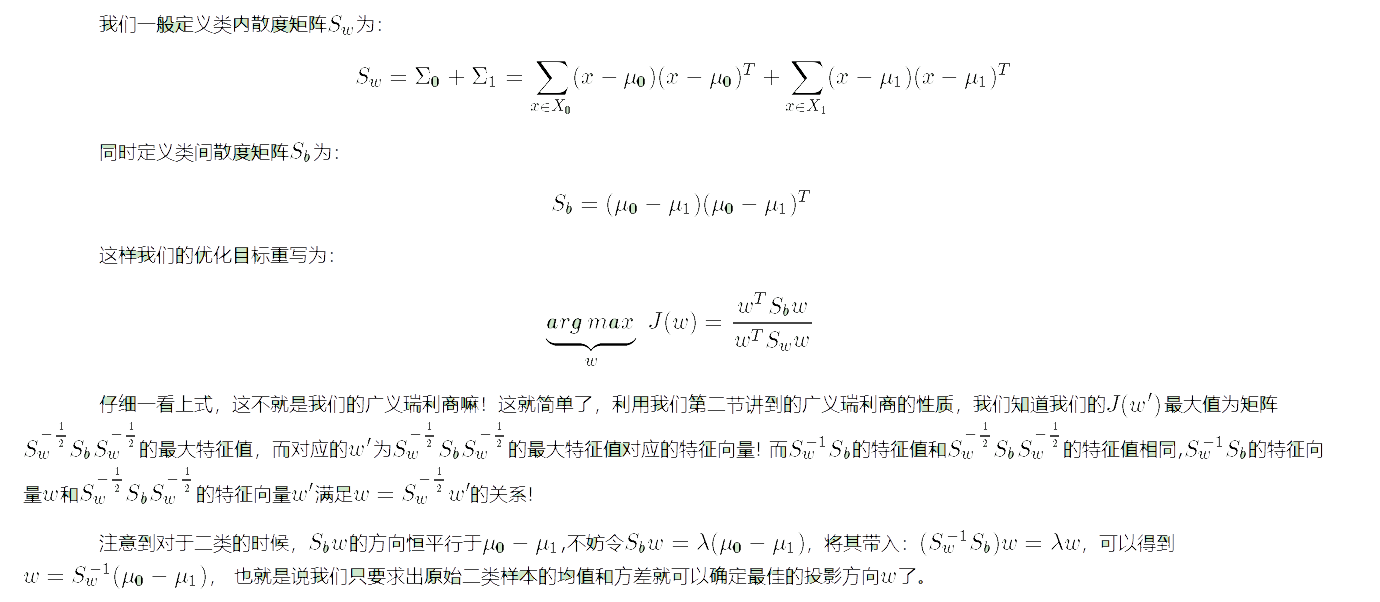 我们一般定义类内散度矩阵$S_w$为：
$$S_w = \Sigma_0 + \Sigma_1 = \sum_{x \in X_0}(x - \mu_0)(x - \mu_0)^T + \sum_{x \in X_1}(x - \mu_1)(x - \mu_1)^T$$
同时定义类间散度矩阵$S_b$为：
$$S_b = (\mu_0 - \mu_1)(\mu_0 - \mu_1)^T$$
这样我们的优化目标重写为：
$$\underbrace{arg\,max}_w\ J(w) = \frac{w^T S_b w}{w^T S_w w}$$
仔细一看上式，这不就是我们的广义瑞利商嘛！这就简单了，利用我们第二节讲到的广义瑞利商的性质，我们知道我们的$J(w')$最大值为矩阵
$S_w^{-\frac{1}{2}} S_b S_w^{-\frac{1}{2}}$的最大特征值，而对应的$w'$为$S_w^{-\frac{1}{2}} S_b S_w^{-\frac{1}{2}}$的最大特征值对应的特征向量! 而$S_w^{-1} S_b$的特征值和$S_w^{-\frac{1}{2}} S_b S_w^{-\frac{1}{2}}$的特征值相同,$S_w^{-1} S_b$的特征向
量$w$和$S_w^{-\frac{1}{2}} S_b S_w^{-\frac{1}{2}}$的特征向量$w'$满足$w = S_w^{-\frac{1}{2}} w'$的关系!
注意到对于二类的时候，$S_b w$的方向恒平行于$\mu_0 - \mu_1$,不妨令$S_b w = \lambda(\mu_0 - \mu_1)$，将其带入：$(S_w^{-1} S_b)w = \lambda w$，可以得到
$w = S_w^{-1}(\mu_0 - \mu_1)$， 也就是说我们只要求出原始二类样本的均值和方差就可以确定最佳的投影方向$w$了。